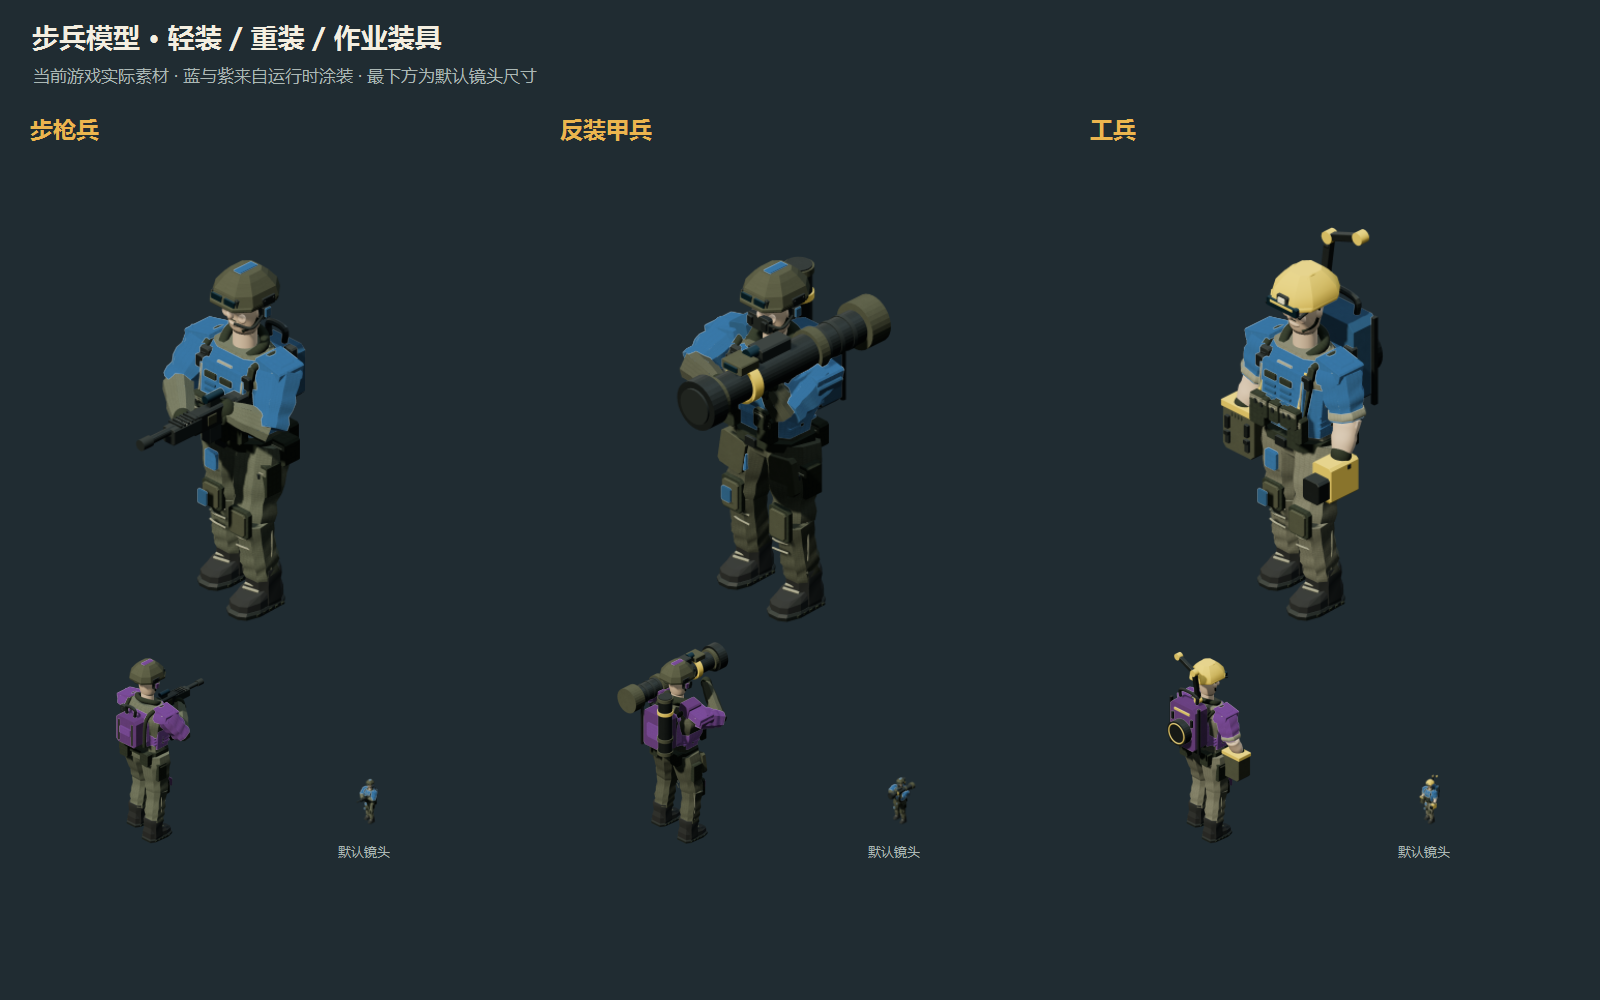 步兵模型 • 轻装 / 重装 / 作业装具
当前游戏实际素材 · 蓝与紫来自运行时涂装 · 最下方为默认镜头尺寸
步枪兵
反装甲兵
工兵
默认镜头
默认镜头
默认镜头